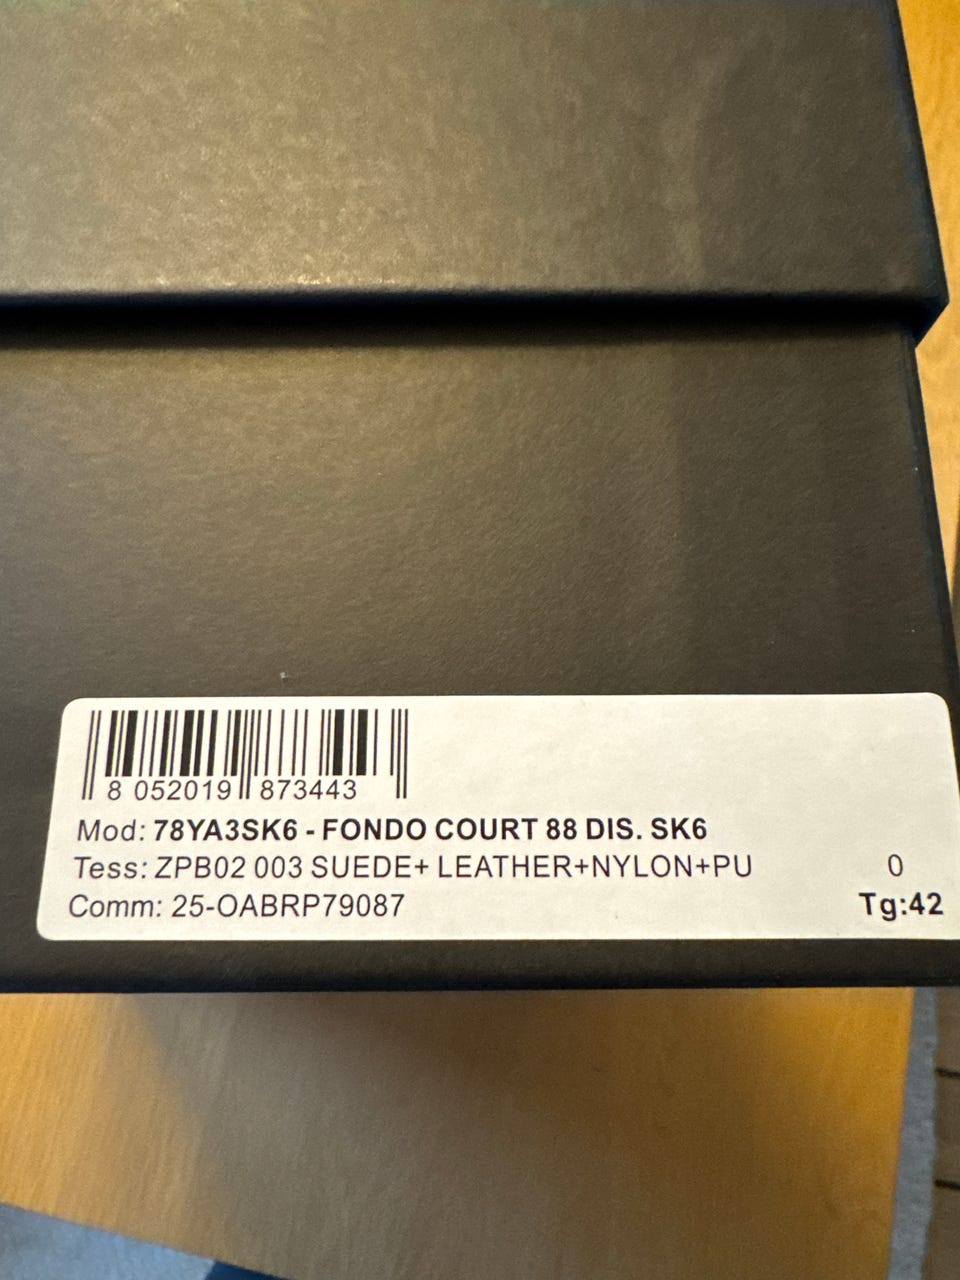 8 052019 873443
Mod: 78YA3SK6 - FONDO COURT 88 DIS. SK6
Tess: ZPB02 003 SUEDE+ LEATHER+NYLON+PU 0
Comm: 25-OABRP79087 Tg:42